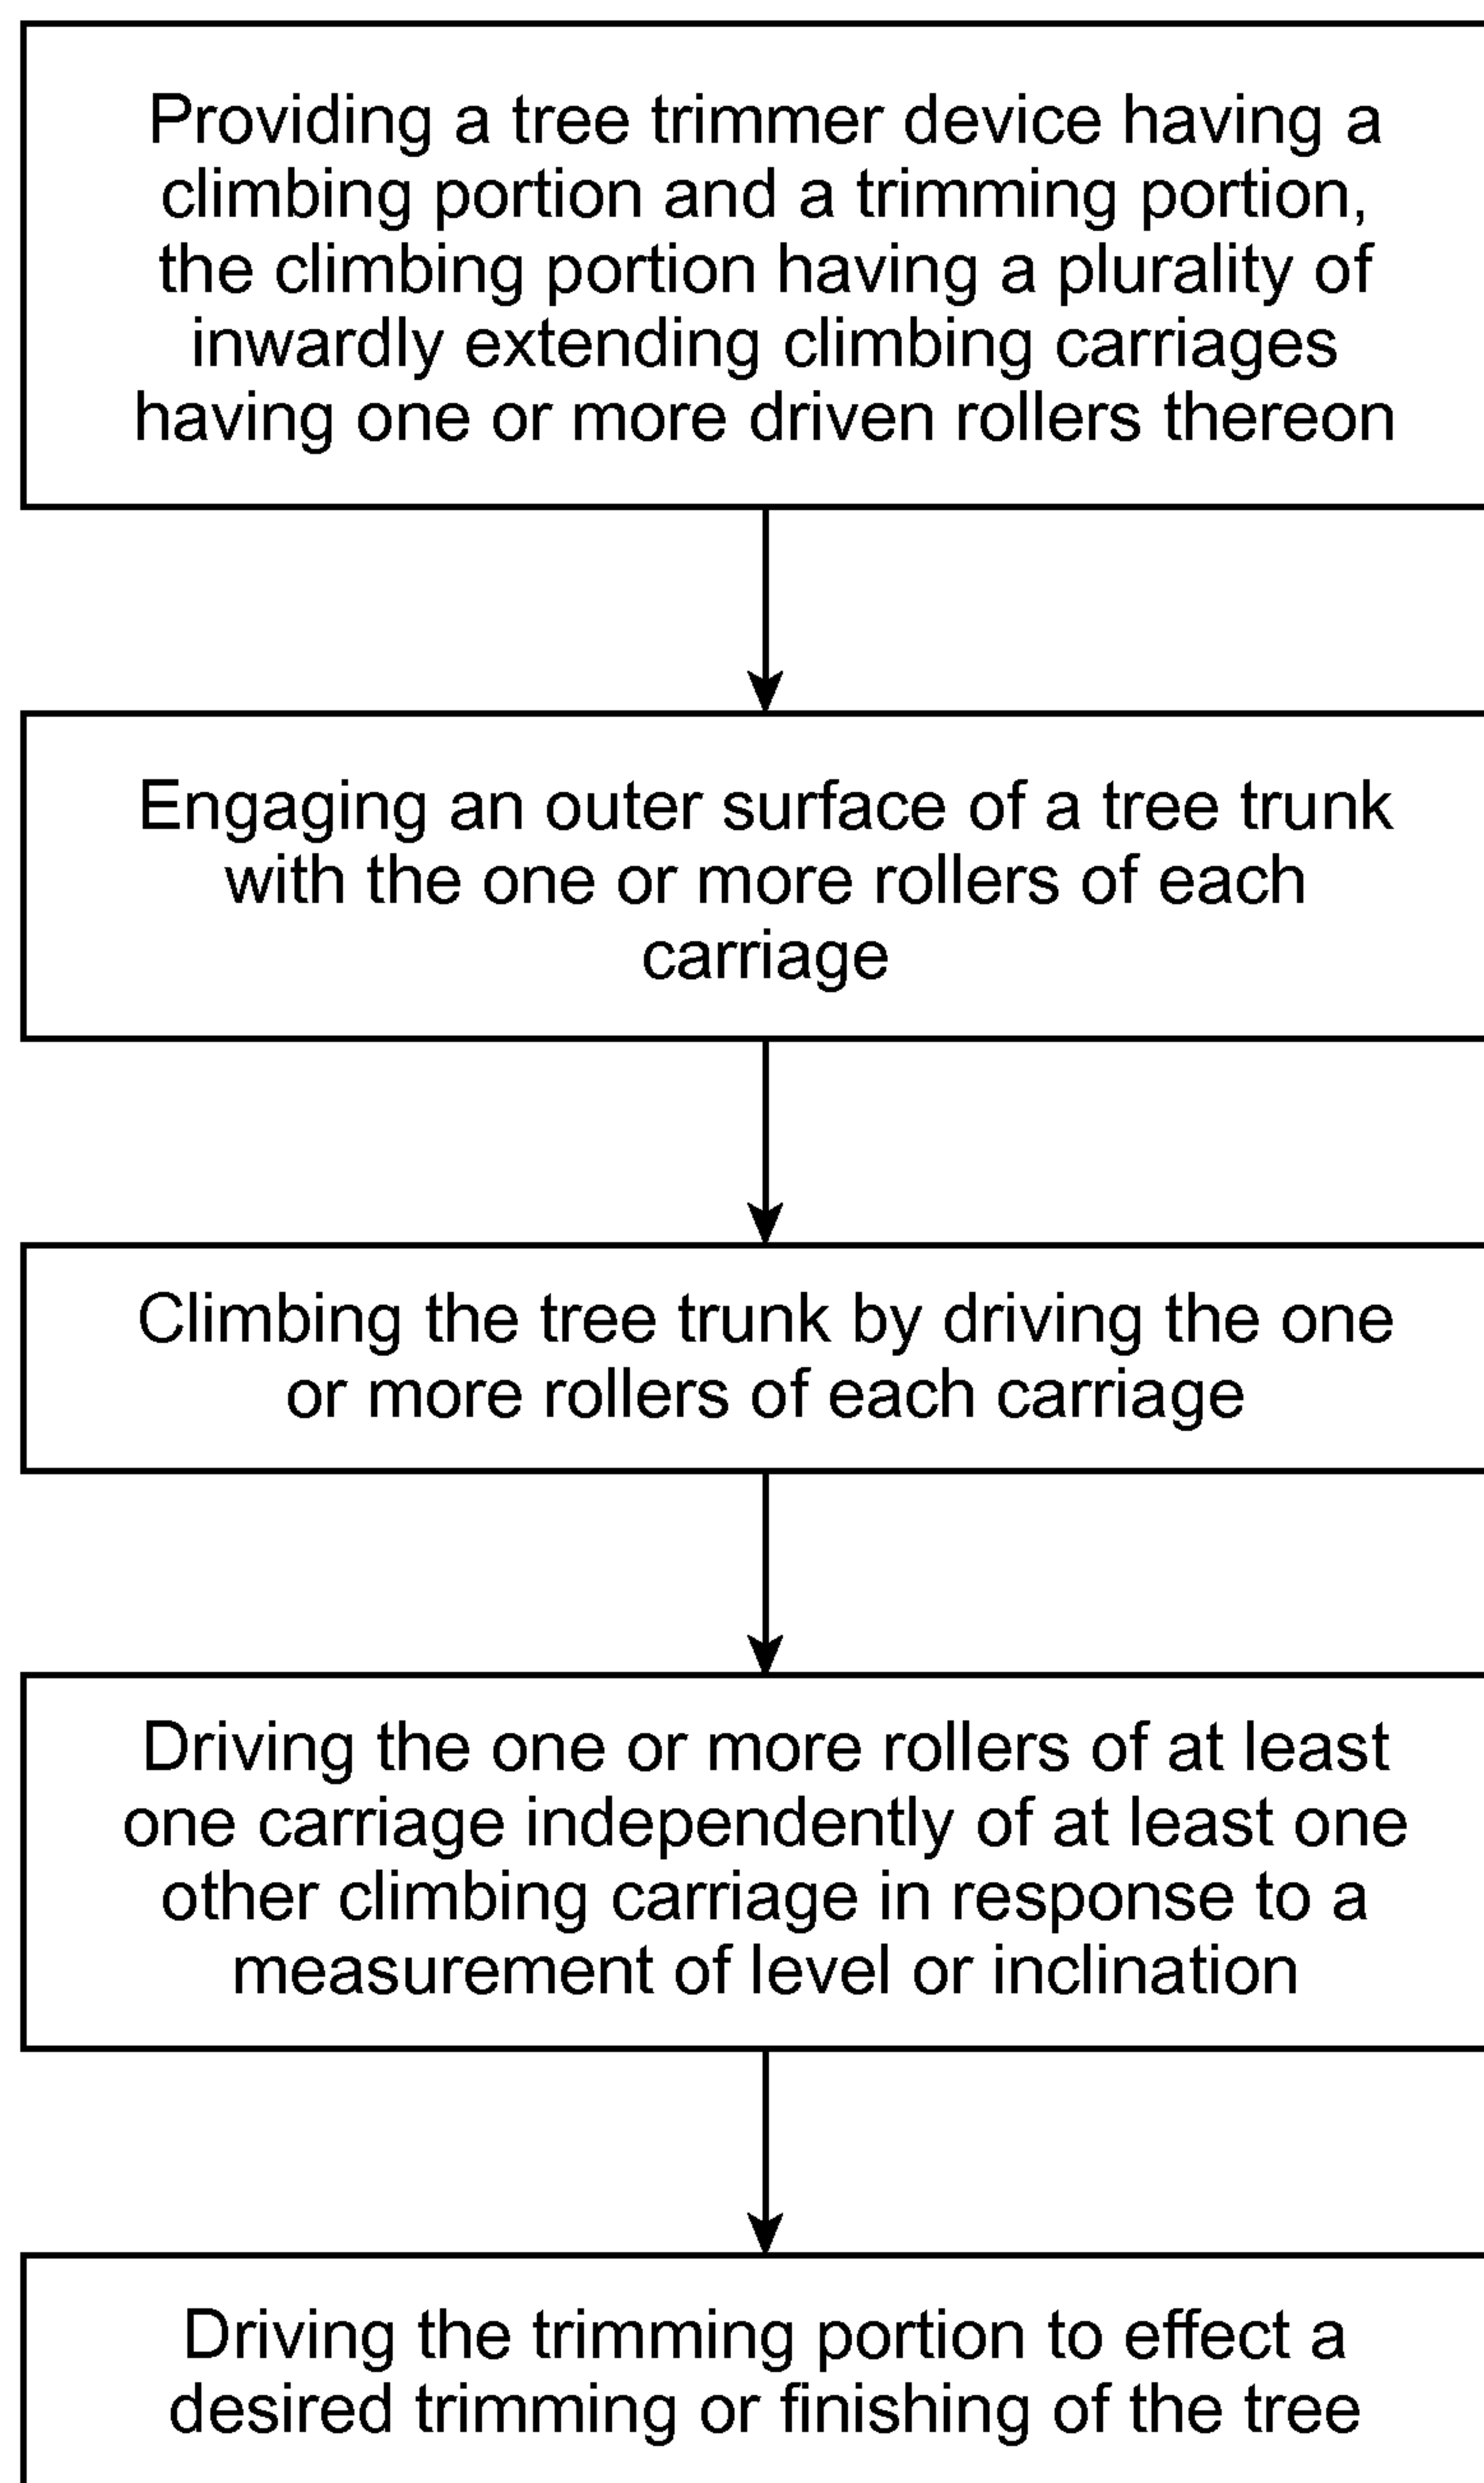 Providing a tree trimmer device having a
climbing portion and a trimming portion,
the climbing portion having a plurality of
inwardly extending climbing carriages
having one or more driven rollers thereon
Engaging an outer surface of a tree trunk
with the one or more rollers of each
carriage
Climbing the tree trunk by driving the one
or more rollers of each carriage
Driving the one or more rollers of at least
one carriage independently of at least one
other climbing carriage in response to a
measurement of level or inclination
Driving the trimming portion to effect a
desired trimming or finishing of the tree